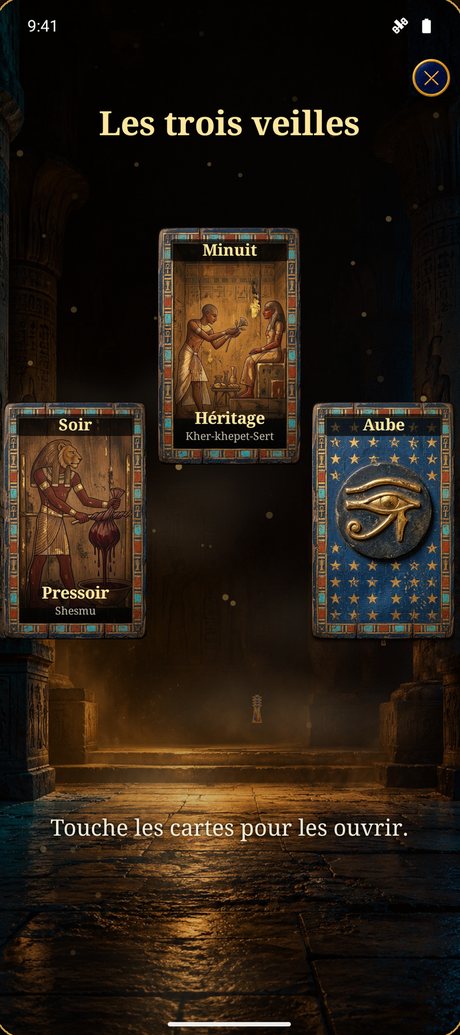 9:41
Les trois veilles
Minuit
Héritage
Kher-khepet-Sert
Soir
Pressoir
Shesmu
Aube
Touche les cartes pour les ouvrir.